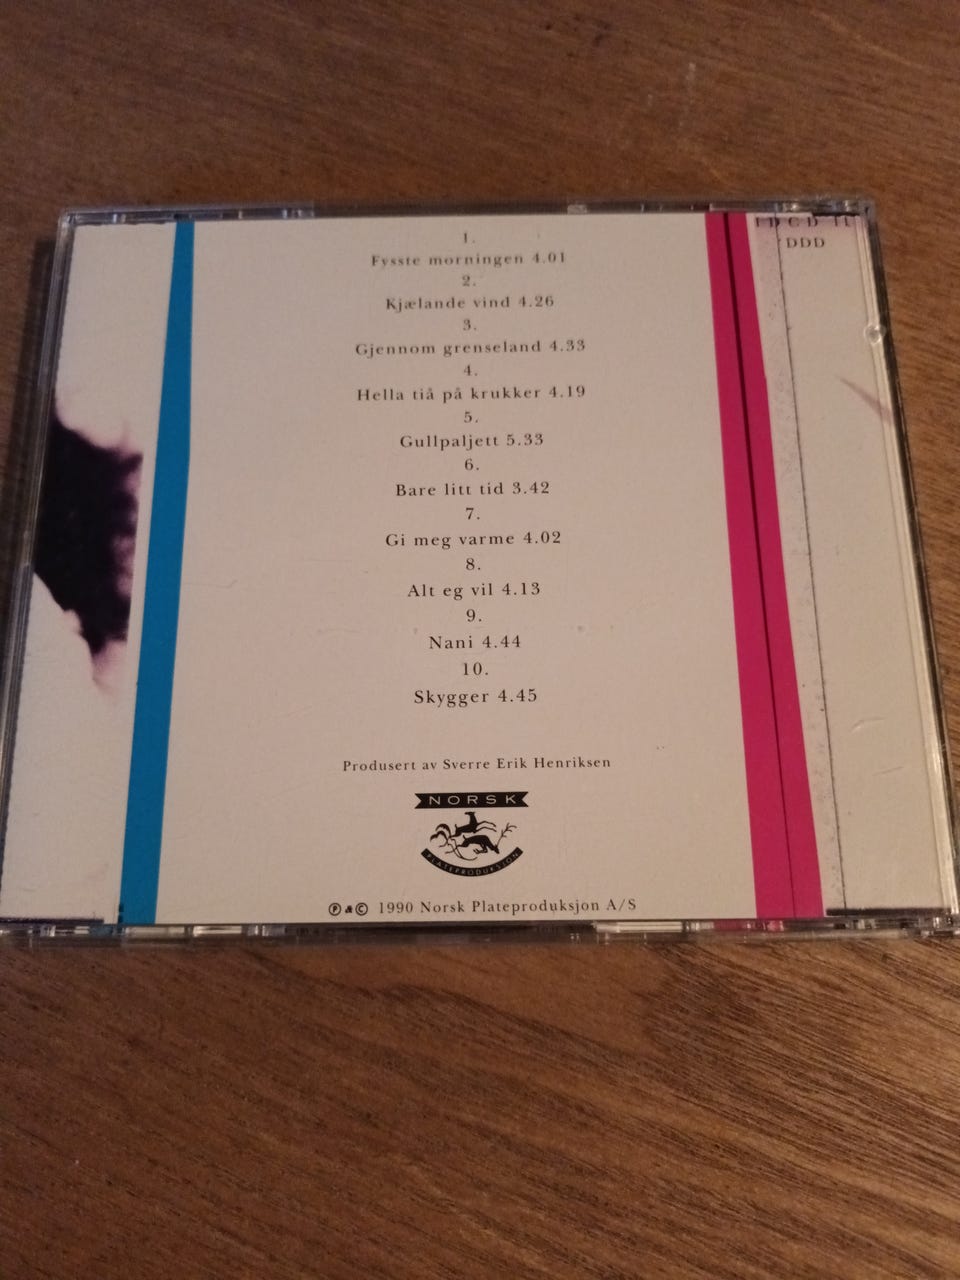 DDD
1.
Fysste morningen 4.01
2.
Kjælande vind 4.26
3.
Gjennom grenseland 4.33
4.
Hella tiå på krukker 4.19
5.
Gullpaljett 5.33
6.
Bare litt tid 3.42
7.
Gi meg varme 4.02
8.
Alt eg vil 4.13
9.
Nani 4.44
10.
Skygger 4.45
Produsert av Sverre Erik Henriksen
NORSK
PLATEPRODUKSJON
℗ & © 1990 Norsk Plateproduksjon A/S